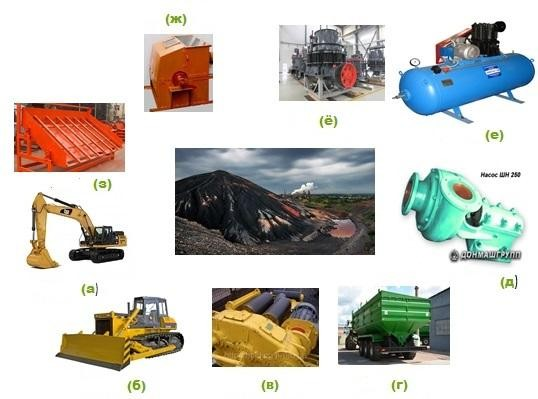 (ж)
(ё)
(е)
(з)
Насос ШН 250
ДОНМАШГРУПП
(а)
(д)
(б)
(в)
(г)